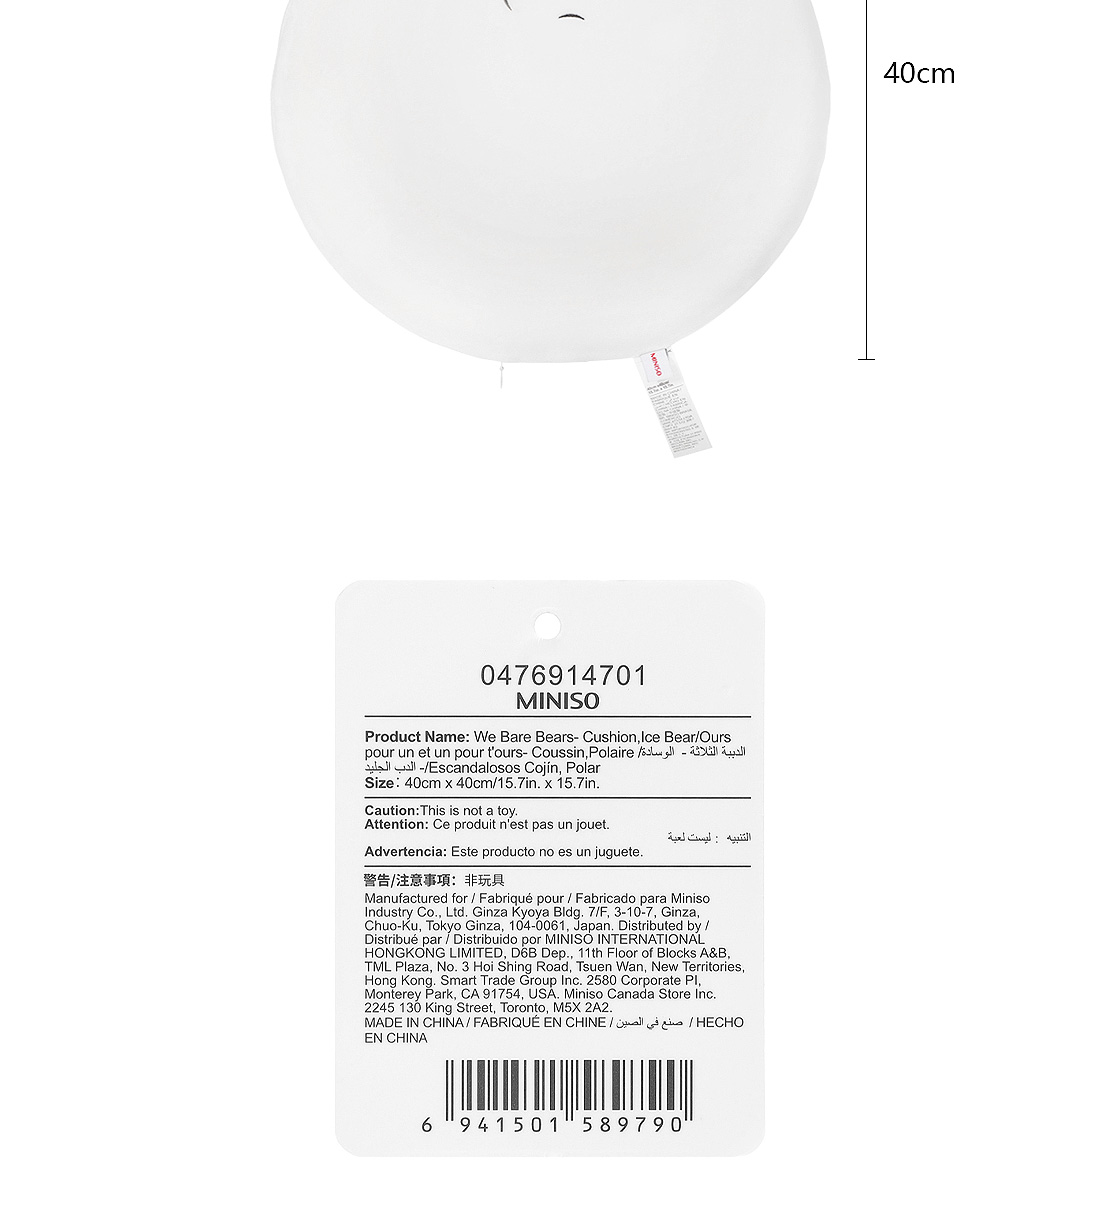 40cm
MINISO
0476914701
MINISO
Product Name: We Bare Bears- Cushion,Ice Bear/Ours
pour un et un pour t'ours- Coussin,Polaire /الدببة الثلاثة - الوسادة
الدب الجليد -/Escandalosos Cojín, Polar
Size: 40cm x 40cm/15.7in. x 15.7in.
Caution:This is not a toy.
Attention: Ce produit n'est pas un jouet.
التنبيه : ليست لعبة
Advertencia: Este producto no es un juguete.
警告/注意事項：非玩具
Manufactured for / Fabriqué pour / Fabricado para Miniso
Industry Co., Ltd. Ginza Kyoya Bldg. 7/F, 3-10-7, Ginza,
Chuo-Ku, Tokyo Ginza, 104-0061, Japan. Distributed by /
Distribué par / Distribuido por MINISO INTERNATIONAL
HONGKONG LIMITED, D6B Dep., 11th Floor of Blocks A&B,
TML Plaza, No. 3 Hoi Shing Road, Tsuen Wan, New Territories,
Hong Kong. Smart Trade Group Inc. 2580 Corporate PI,
Monterey Park, CA 91754, USA. Miniso Canada Store Inc.
2245 130 King Street, Toronto, M5X 2A2.
MADE IN CHINA / FABRIQUÉ EN CHINE / صنع في الصين / HECHO
EN CHINA
6 941501 589790